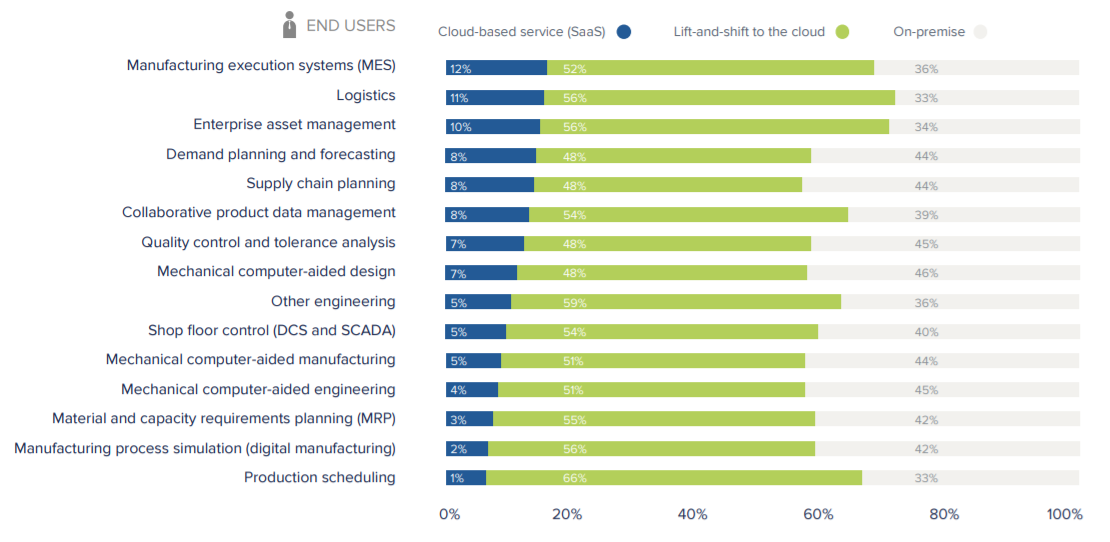 END USERS
Cloud-based service (SaaS) Lift-and-shift to the cloud On-premise
Manufacturing execution systems (MES) 12% 52% 36%
Logistics 11% 56% 33%
Enterprise asset management 10% 56% 34%
Demand planning and forecasting 8% 48% 44%
Supply chain planning 8% 48% 44%
Collaborative product data management 8% 54% 39%
Quality control and tolerance analysis 7% 48% 45%
Mechanical computer-aided design 7% 48% 46%
Other engineering 5% 59% 36%
Shop floor control (DCS and SCADA) 5% 54% 40%
Mechanical computer-aided manufacturing 5% 51% 44%
Mechanical computer-aided engineering 4% 51% 45%
Material and capacity requirements planning (MRP) 3% 55% 42%
Manufacturing process simulation (digital manufacturing) 2% 56% 42%
Production scheduling 1% 66% 33%
0% 20% 40% 60% 80% 100%